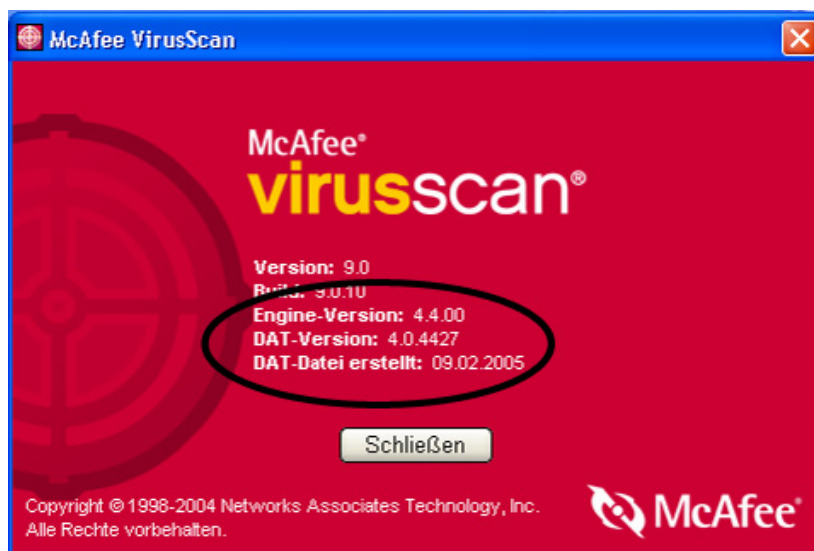 McAfee VirusScan
McAfee®
virusscan®
Version: 9.0
Build: 9.0.10
Engine-Version: 4.4.00
DAT-Version: 4.0.4427
DAT-Datei erstellt: 09.02.2005
Schließen
Copyright © 1998-2004 Networks Associates Technology, Inc.
Alle Rechte vorbehalten.
McAfee®